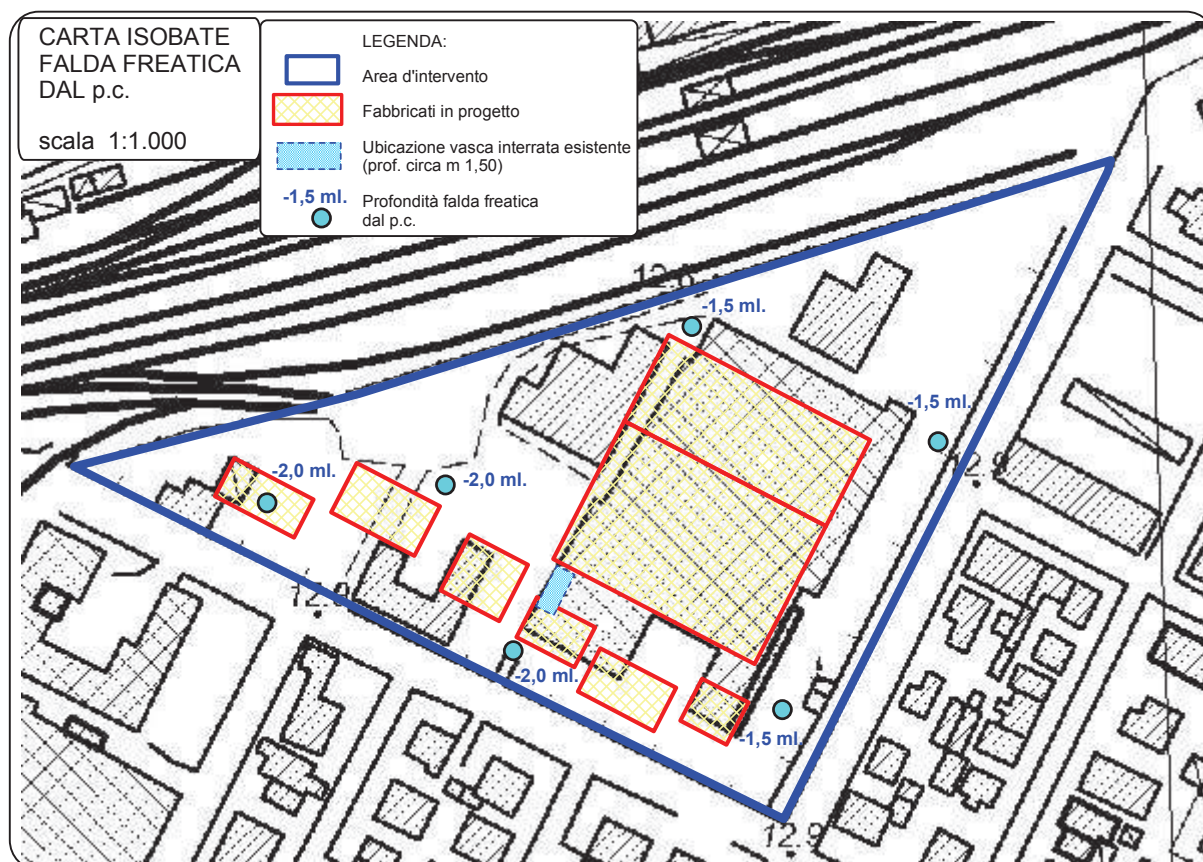 CARTA ISOBATE
FALDA FREATICA
DAL p.c.
scala 1:1.000
LEGENDA:
Area d'intervento
Fabbricati in progetto
Ubicazione vasca interrata esistente
(prof. circa m 1,50)
-1,5 ml.
Profondità falda freatica
dal p.c.
-1,5 ml.
-1,5 ml.
12.9
-2,0 ml.
-2,0 ml.
12.9
-2,0 ml.
-1,5 ml.
12.9